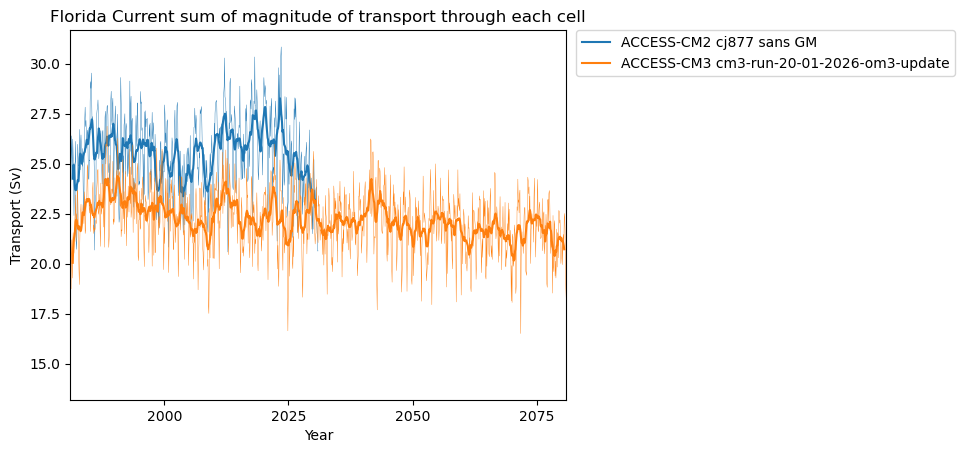 Florida Current sum of magnitude of transport through each cell
ACCESS-CM2 cj877 sans GM
ACCESS-CM3 cm3-run-20-01-2026-om3-update
Transport (Sv)
30.0
27.5
25.0
22.5
20.0
17.5
15.0
2000
2025
2050
2075
Year